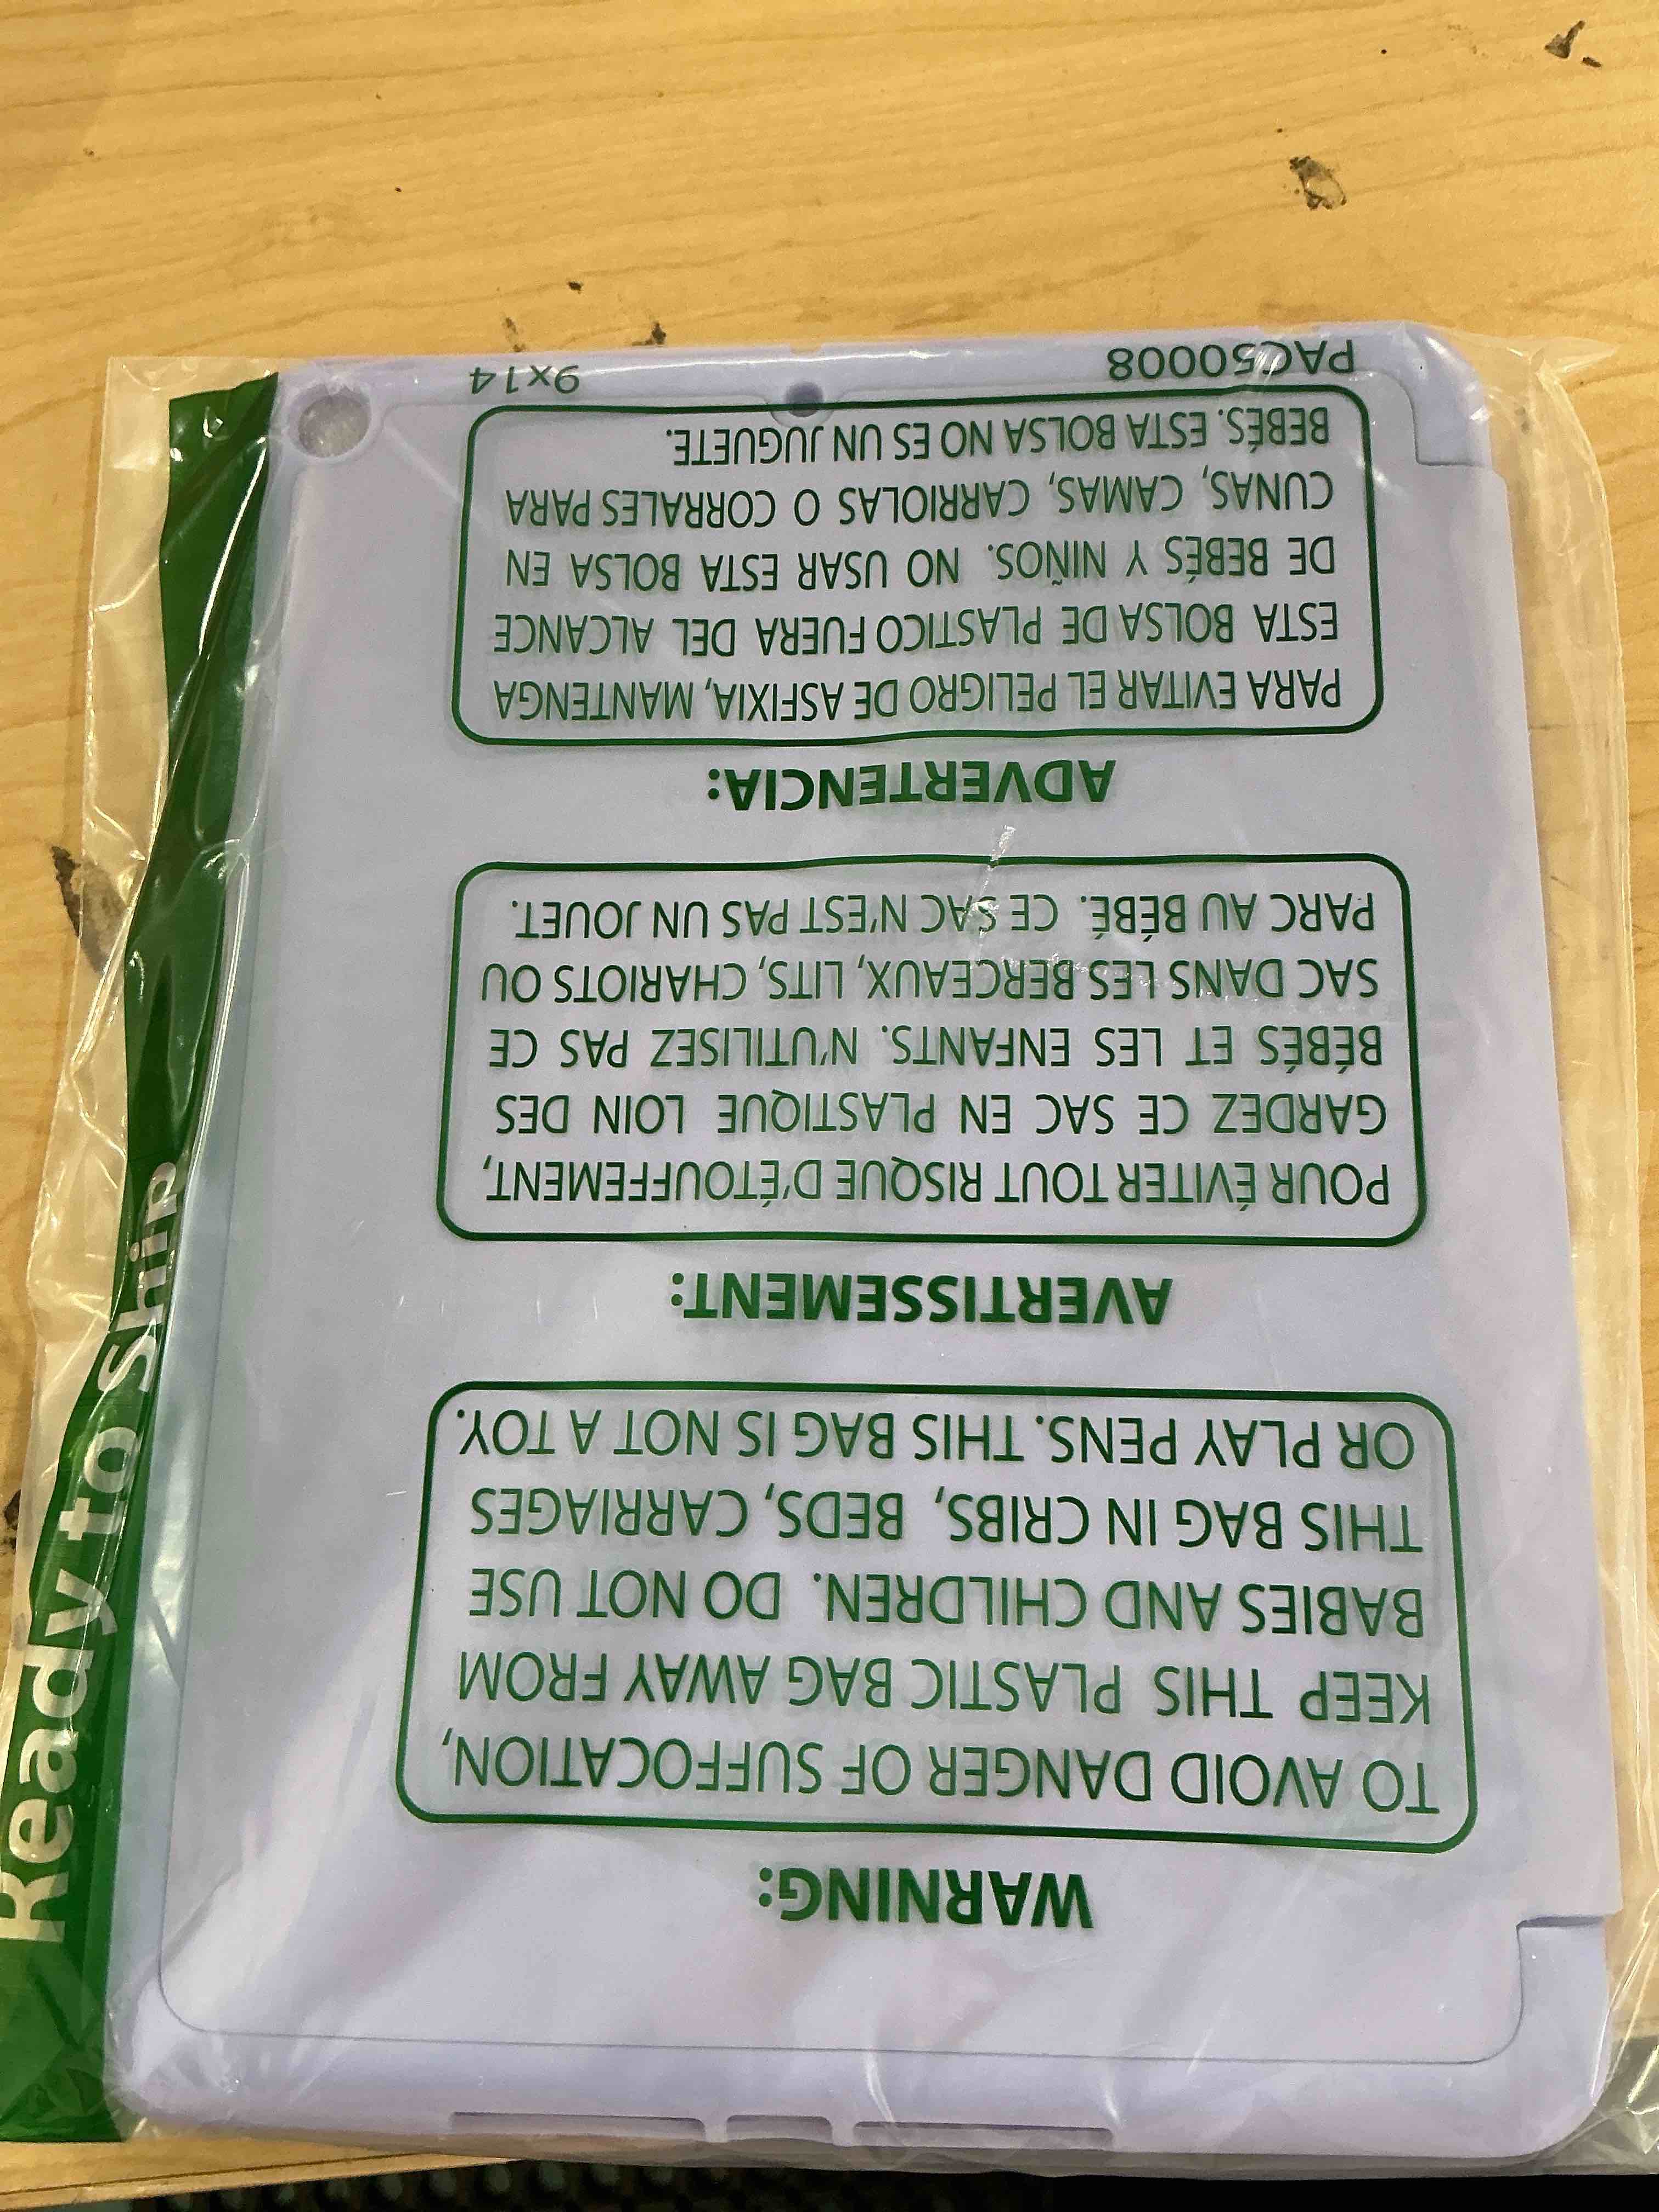 WARNING:
TO AVOID DANGER OF SUFFOCATION,
KEEP THIS PLASTIC BAG AWAY FROM
BABIES AND CHILDREN. DO NOT USE
THIS BAG IN CRIBS, BEDS, CARRIAGES
OR PLAY PENS. THIS BAG IS NOT A TOY.
AVERTISSEMENT:
POUR ÉVITER TOUT RISQUE D'ÉTOUFFEMENT,
GARDEZ CE SAC EN PLASTIQUE LOIN DES
BÉBÉS ET LES ENFANTS. N'UTILISEZ PAS CE
SAC DANS LES BERCEAUX, LITS, CHARIOTS OU
PARC AU BÉBÉ. CE SAC N'EST PAS UN JOUET.
ADVERTENCIA:
PARA EVITAR EL PELIGRO DE ASFIXIA, MANTENGA
ESTA BOLSA DE PLASTICO FUERA DEL ALCANCE
DE BEBÉS Y NIÑOS. NO USAR ESTA BOLSA EN
CUNAS, CAMAS, CARRIOLAS O CORRALES PARA
BEBÉS. ESTA BOLSA NO ES UN JUGUETE.
PAC50008 9x14
Ready to Ship